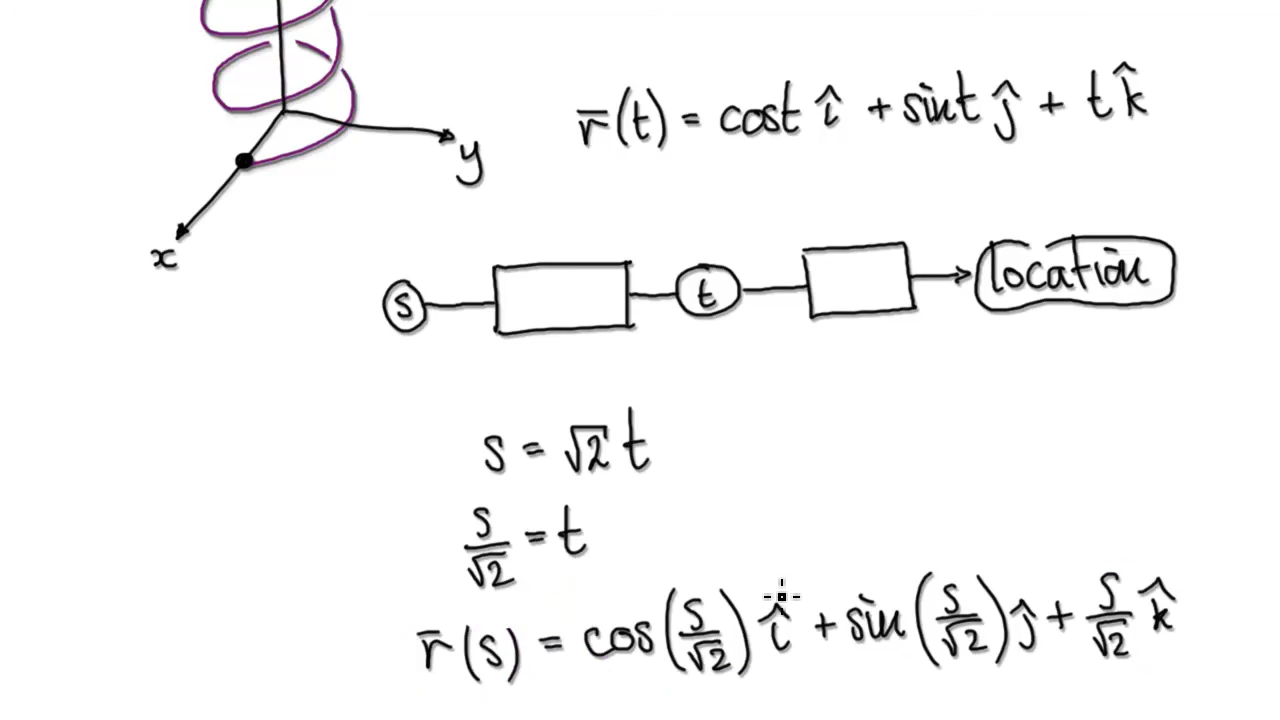 r̄(t) = cost î + sint ĵ + t k̂
y
x
s t location
s = √2 t
s/√2 = t
r̄(s) = cos(s/√2) î + sin(s/√2) ĵ + s/√2 k̂